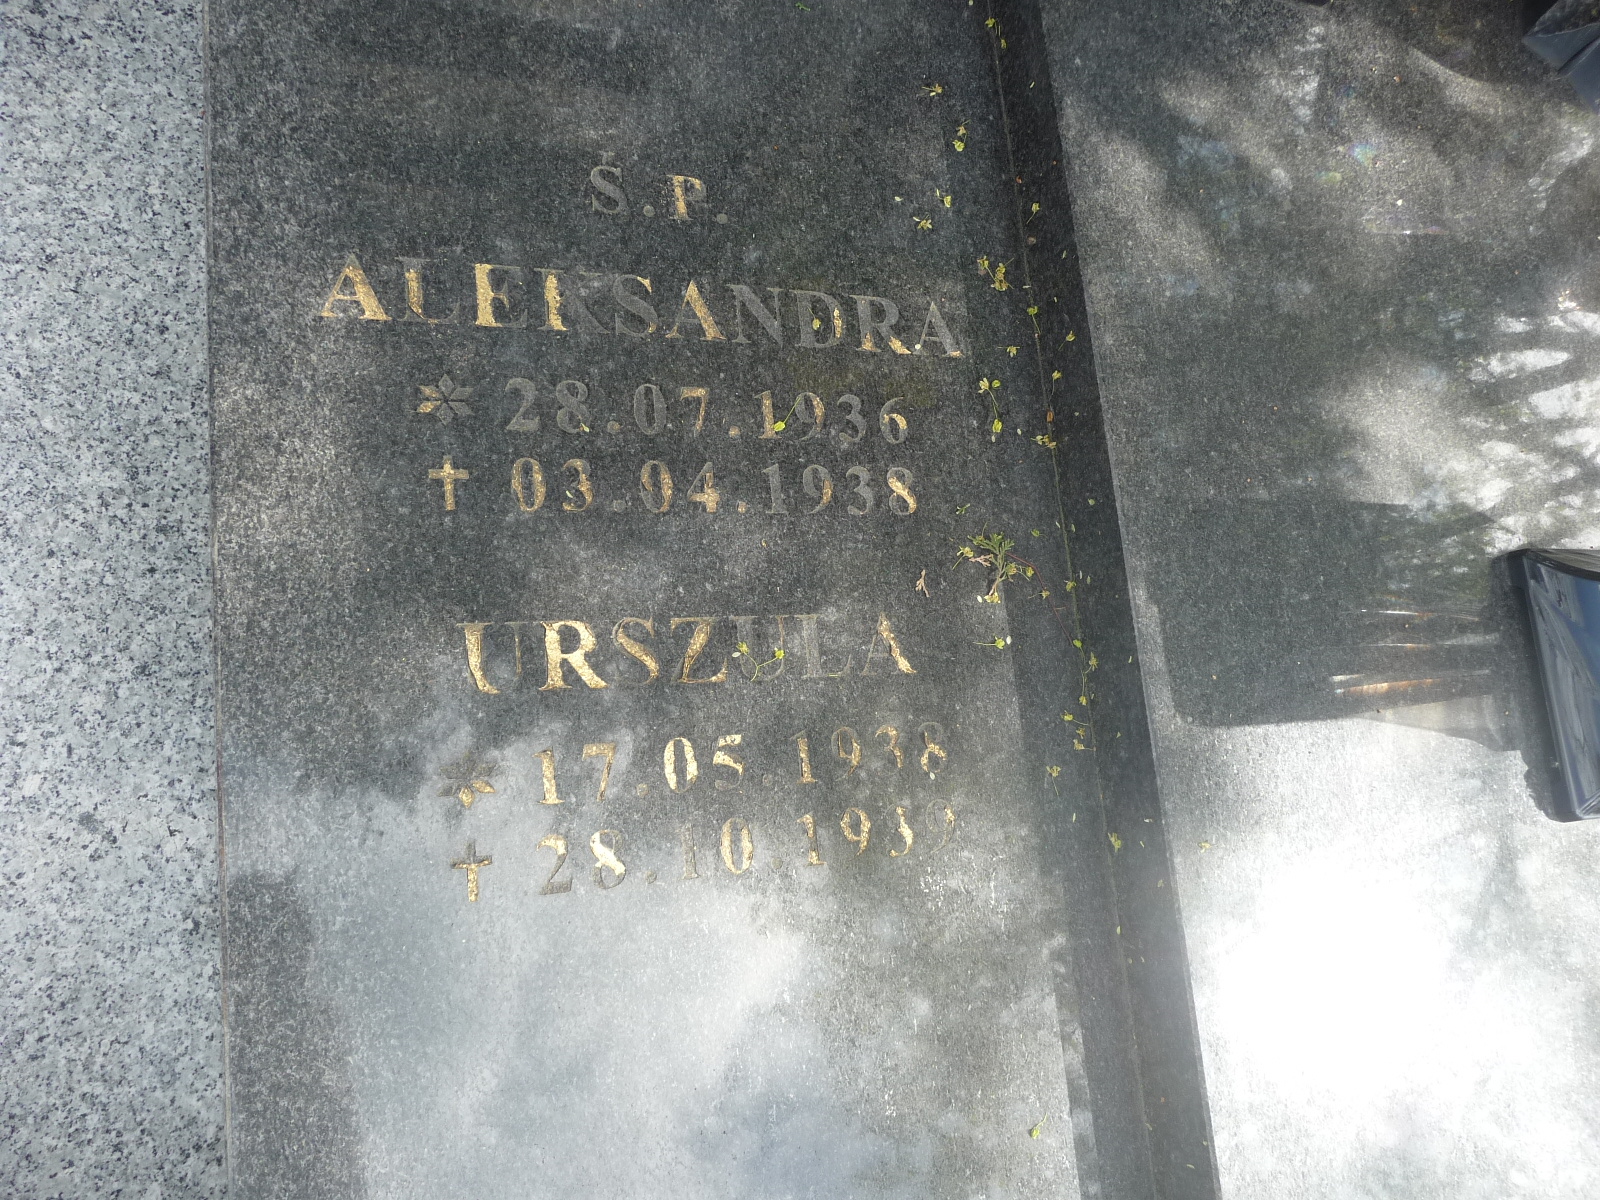 Ś.P.
ALEKSANDRA
* 28.07.1936
† 03.04.1938
URSZULA
* 17.05.1938
† 28.10.1939